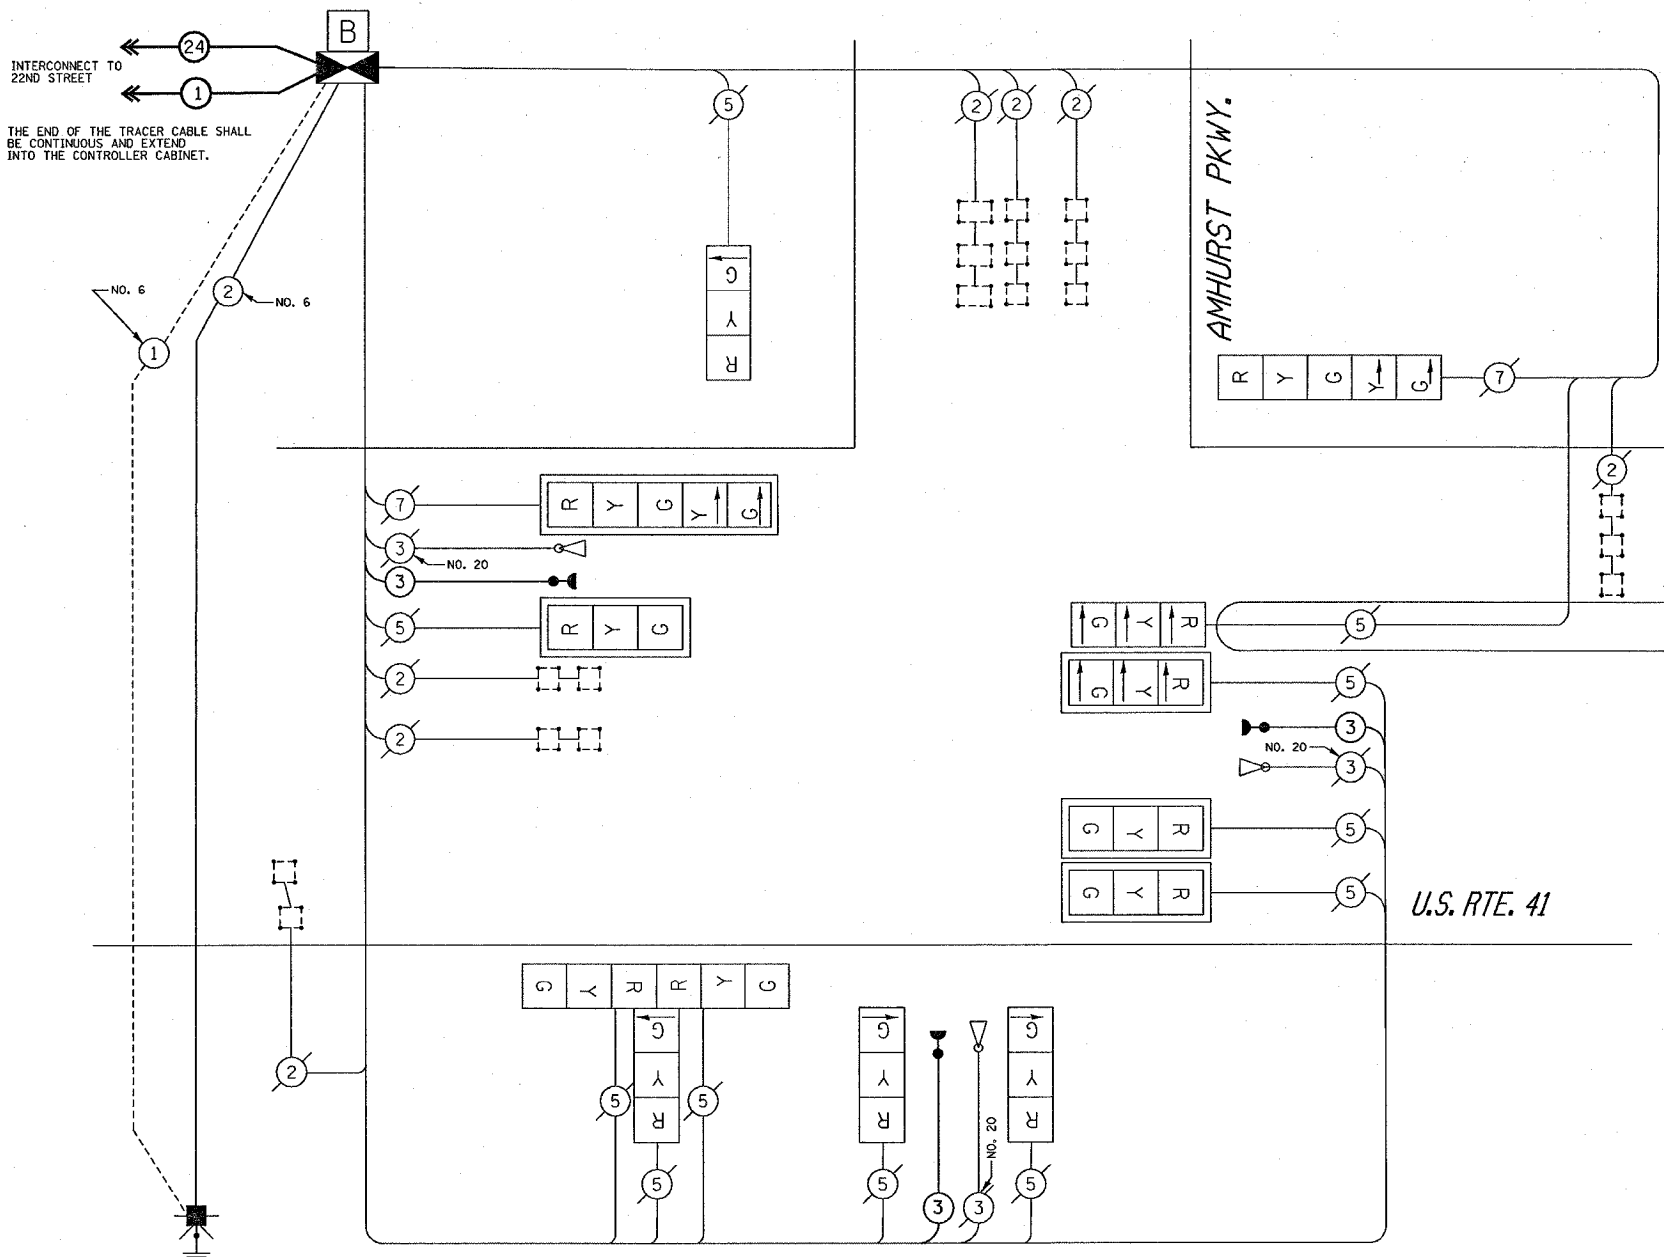 B
24
INTERCONNECT TO
22ND STREET
1
THE END OF THE TRACER CABLE SHALL
BE CONTINUOUS AND EXTEND
INTO THE CONTROLLER CABINET.
5
2 2 2
AMHURST PKWY.
G
Y
R
NO. 6
2
NO. 6
1
R Y G Y G
7
2
7
R Y G Y G
3
NO. 20
3
5
R Y G
2
2
G Y R
5
G Y R
5
3
NO. 20
3
G Y R
5
G Y R
5
U.S. RTE. 41
2
G Y R R Y G
G
Y
R
5
5
5
G
Y
R
5
3
NO. 20
3
G
Y
R
5